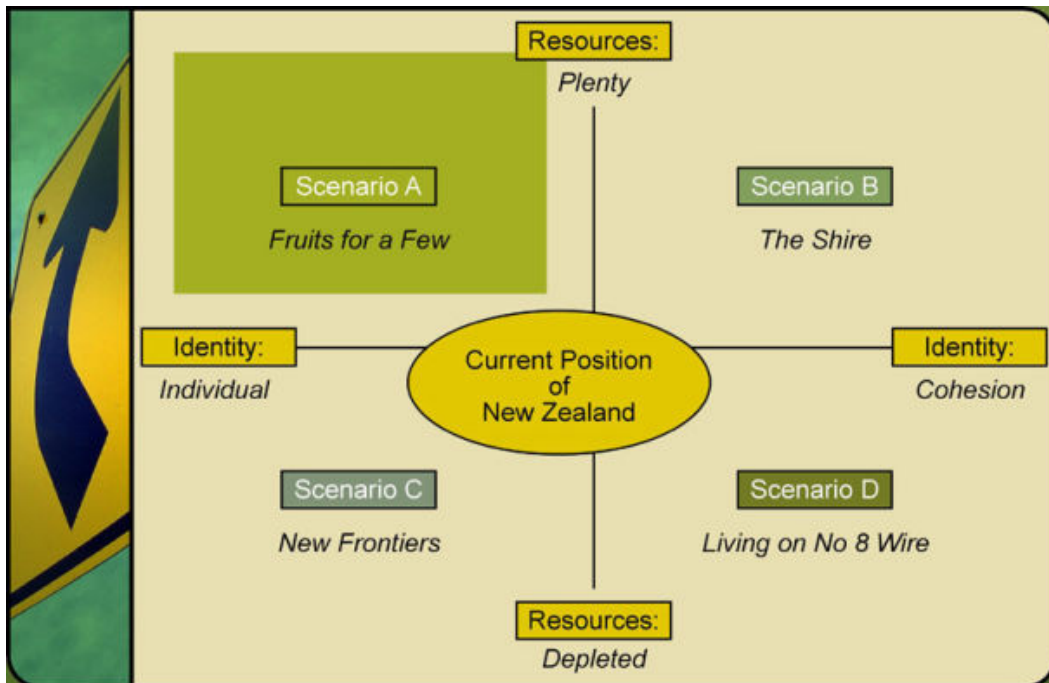 Resources:
Plenty
Scenario A
Fruits for a Few
Scenario B
The Shire
Identity:
Individual
Current Position
of
New Zealand
Identity:
Cohesion
Scenario C
New Frontiers
Scenario D
Living on No 8 Wire
Resources:
Depleted